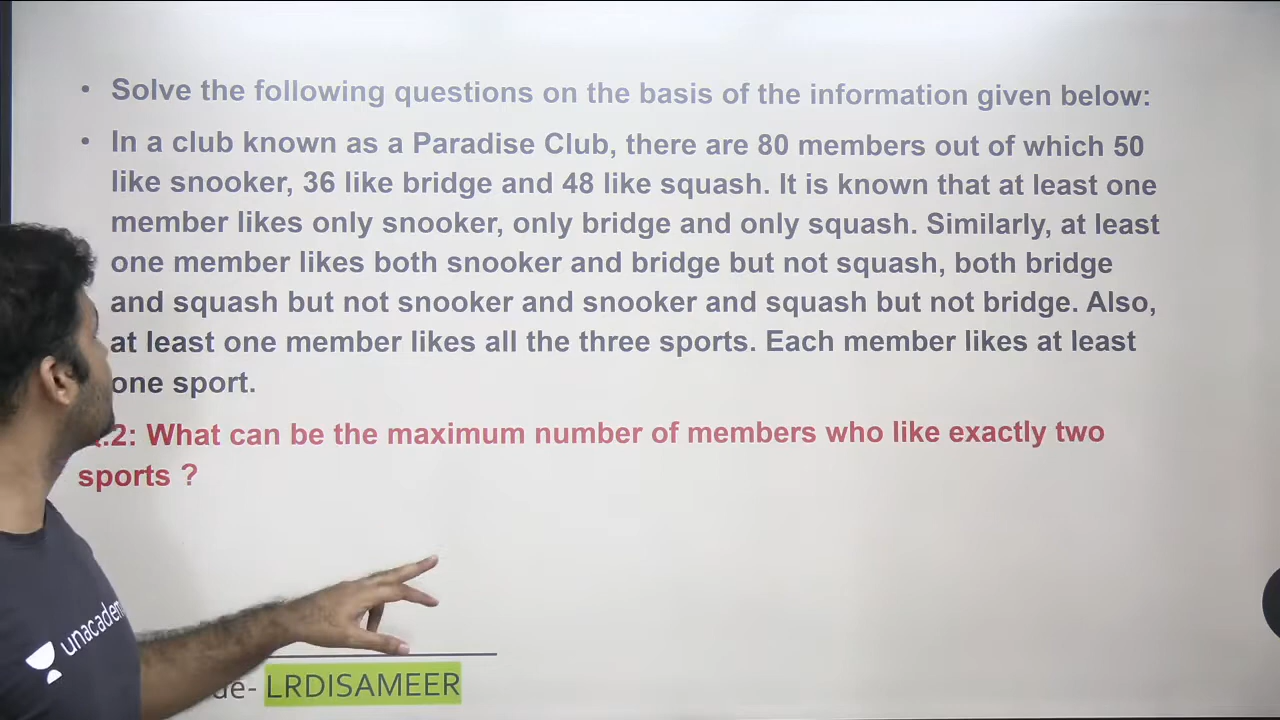 • Solve the following questions on the basis of the information given below:
• In a club known as a Paradise Club, there are 80 members out of which 50
like snooker, 36 like bridge and 48 like squash. It is known that at least one
member likes only snooker, only bridge and only squash. Similarly, at least
one member likes both snooker and bridge but not squash, both bridge
and squash but not snooker and snooker and squash but not bridge. Also,
at least one member likes all the three sports. Each member likes at least
one sport.
.2: What can be the maximum number of members who like exactly two
sports ?
unacadem
de- LRDISAMEER